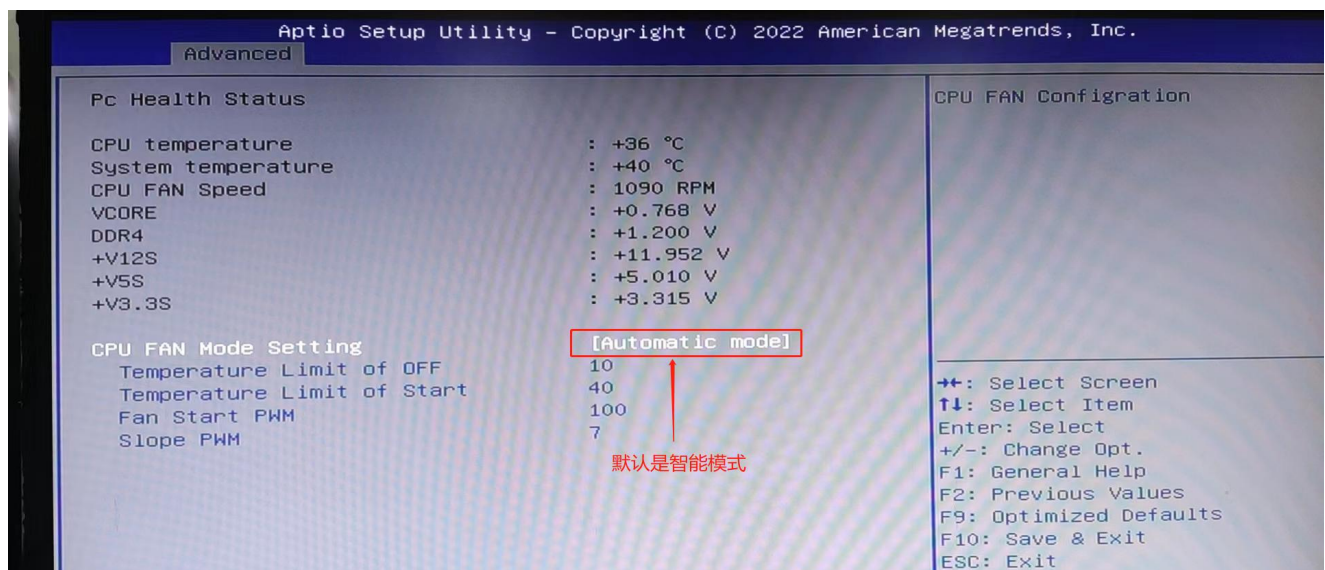 Aptio Setup Utility – Copyright (C) 2022 American Megatrends, Inc.
Advanced
Pc Health Status
CPU temperature : +36 ℃
System temperature : +40 ℃
CPU FAN Speed : 1090 RPM
VCORE : +0.768 V
DDR4 : +1.200 V
+V12S : +11.952 V
+V5S : +5.010 V
+V3.3S : +3.315 V
CPU FAN Mode Setting [Automatic mode]
Temperature Limit of OFF 10
Temperature Limit of Start 40
Fan Start PWM 100
Slope PWM 7
默认是智能模式
CPU FAN Configration
→←: Select Screen
↑↓: Select Item
Enter: Select
+/-: Change Opt.
F1: General Help
F2: Previous Values
F9: Optimized Defaults
F10: Save & Exit
ESC: Exit